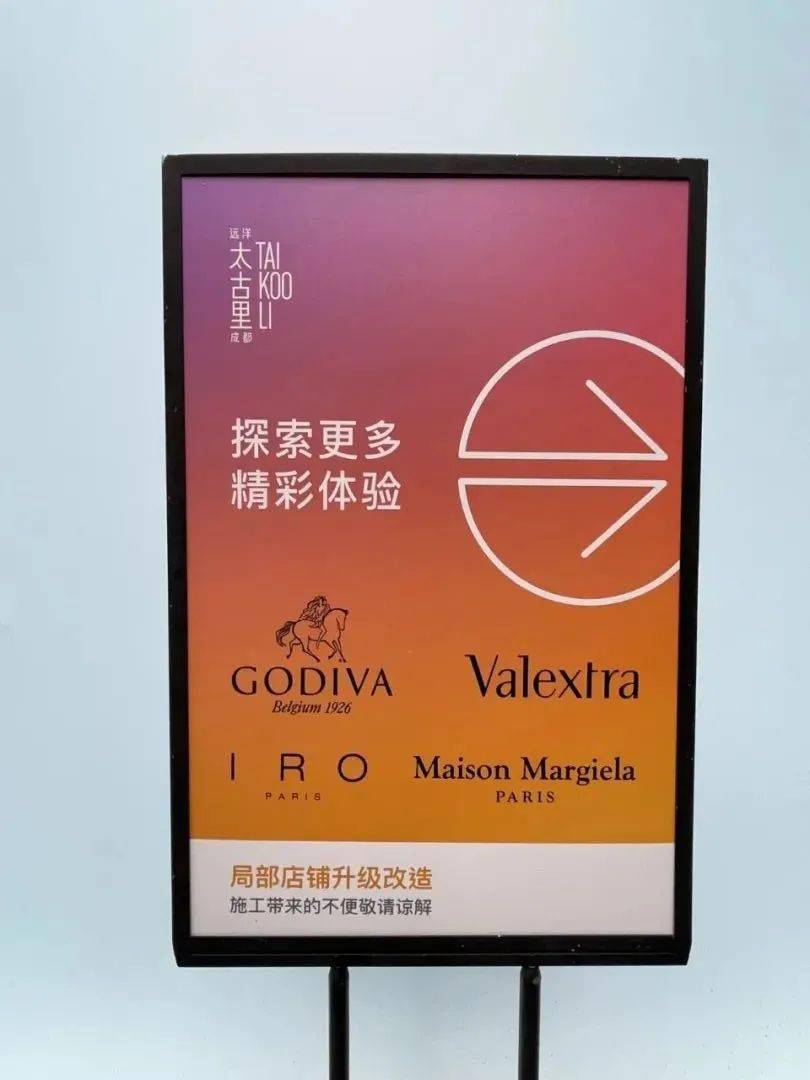 远洋
太古里
TAI
KOO
LI
成都
探索更多
精彩体验
GODIVA
Belgium 1926
Valextra
IRO
PARIS
Maison Margiela
PARIS
局部店铺升级改造
施工带来的不便敬请谅解